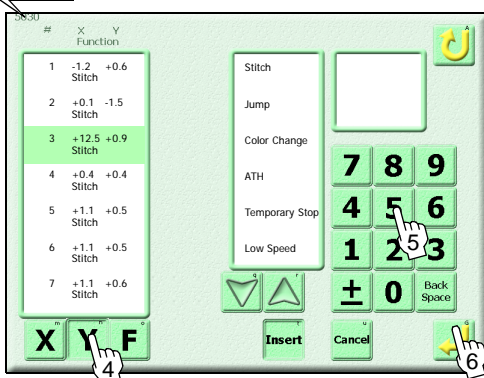 5030
# X Y
Function
1 -1.2 +0.6
Stitch
2 +0.1 -1.5
Stitch
3 +12.5 +0.9
Stitch
4 +0.4 +0.4
Stitch
5 +1.1 +0.5
Stitch
6 +1.1 +0.5
Stitch
7 +1.1 +0.6
Stitch
Stitch
Jump
Color Change
ATH
Temporary Stop
Low Speed
A
7 8 9
4 5 6
5
1 2 3
± 0 Back
Space
q r
m n o
X Y F
4
t
Insert
u
Cancel
G
6